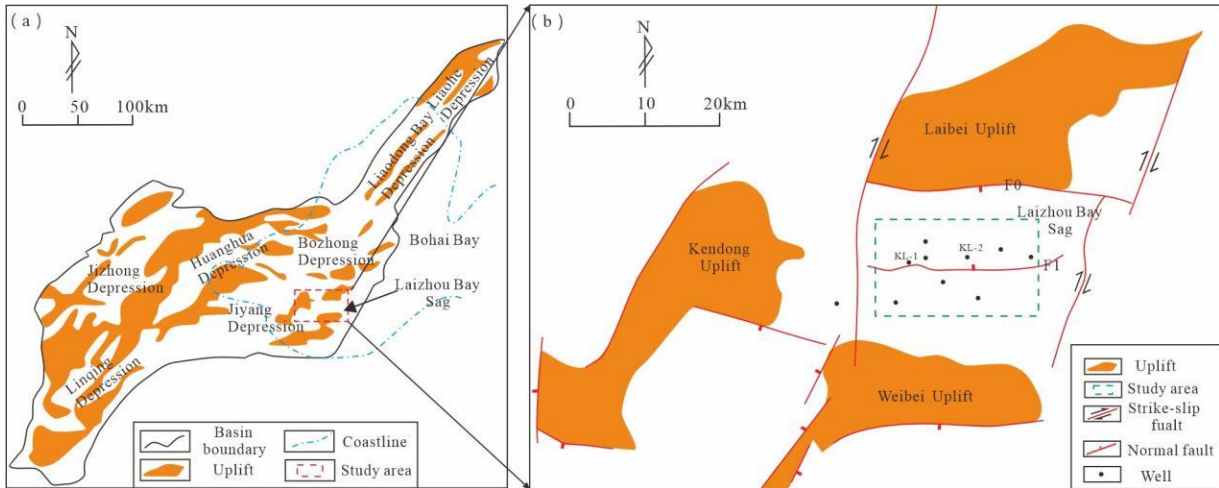 ( a )
N
0 50 100km
Liaohe
Depression
Liaodong Bay
Depression
Huanghua
Depression
Bozhong
Depression
Bohai Bay
Jizhong
Depression
Laizhou Bay
Sag
Jiyang
Depression
Linqing
Depression
Basin
boundary
Coastline
Uplift
Study area
( b )
N
0 10 20km
Laibei Uplift
F0
Laizhou Bay
Sag
Kendong
Uplift
KL-2
KL-1
F1
Weibei Uplift
Uplift
Study area
Strike-slip
fualt
Normal fault
Well